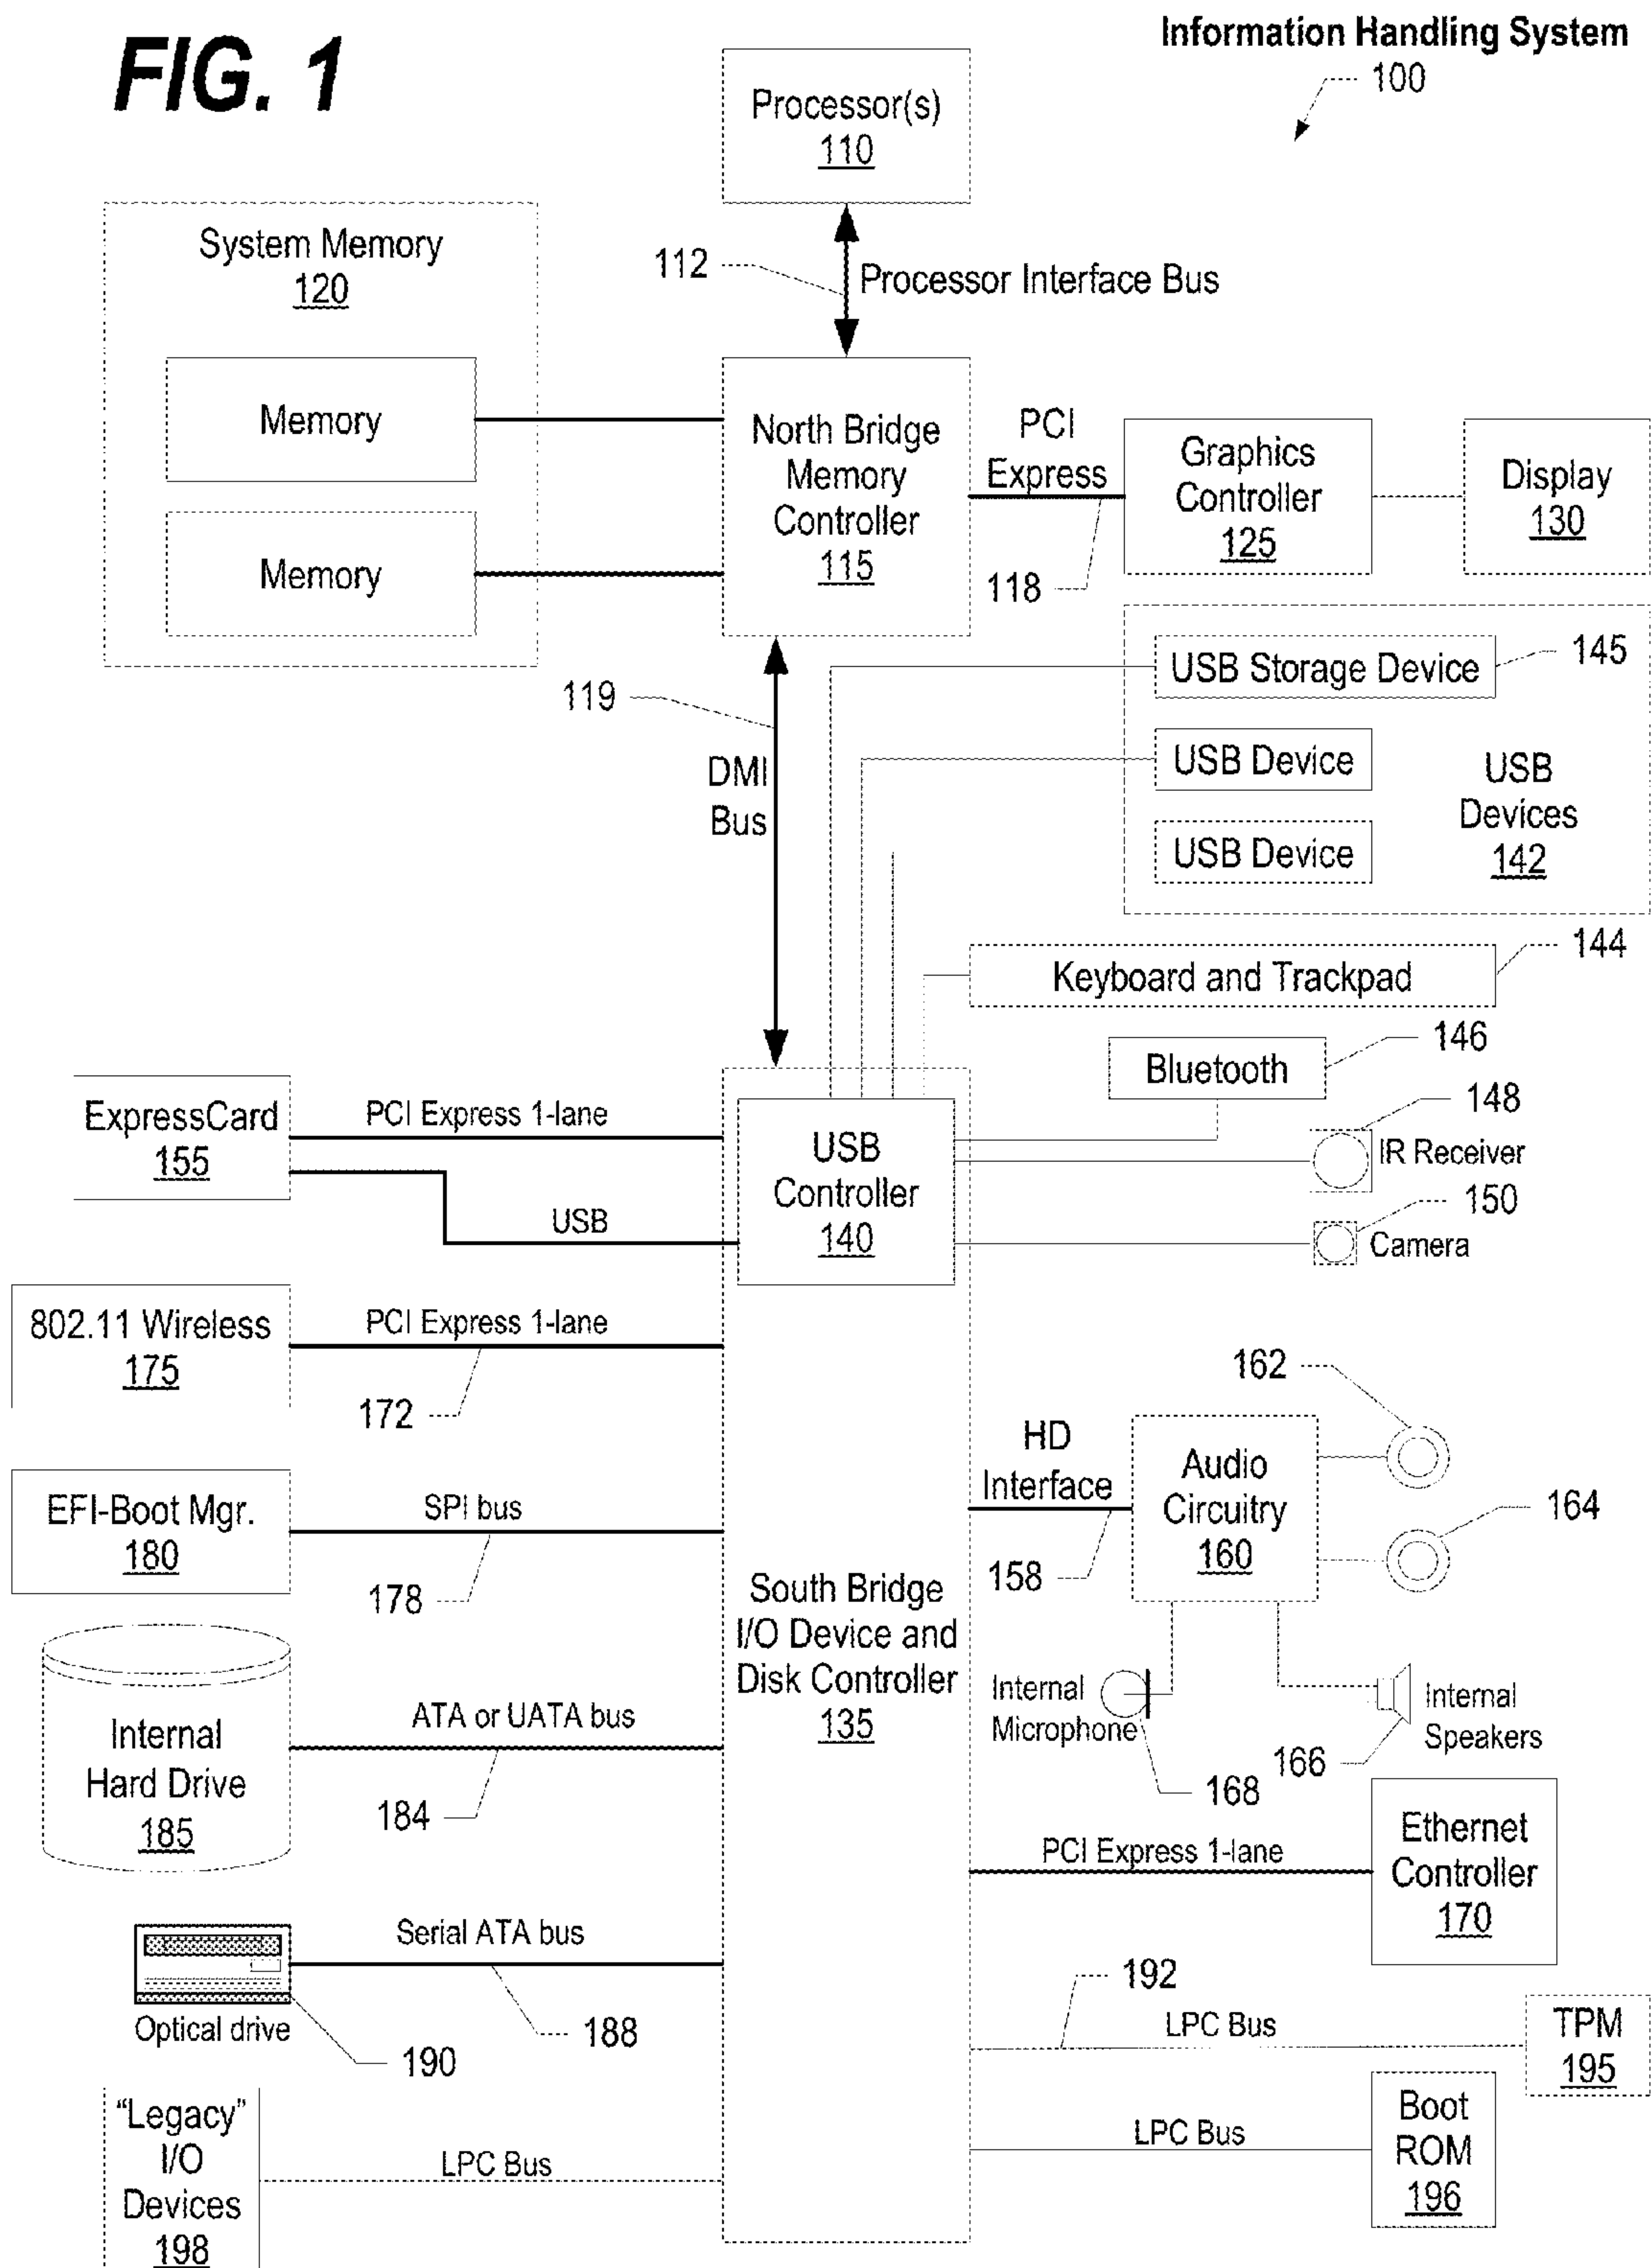 FIG. 1
Information Handling System
100
Processor(s)
110
System Memory
120
112
Processor Interface Bus
Memory
Memory
North Bridge
Memory
Controller
115
PCI
Express
118
Graphics
Controller
125
Display
130
119
DMI
Bus
USB Storage Device
145
USB Device
USB Device
USB
Devices
142
144
Keyboard and Trackpad
146
Bluetooth
148
IR Receiver
150
Camera
ExpressCard
155
PCI Express 1-lane
USB
USB
Controller
140
802.11 Wireless
175
PCI Express 1-lane
172
162
HD
Interface
158
Audio
Circuitry
160
164
EFI-Boot Mgr.
180
SPI bus
178
South Bridge
I/O Device and
Disk Controller
135
Internal
Microphone
168
Internal
Speakers
166
Internal
Hard Drive
185
ATA or UATA bus
184
PCI Express 1-lane
Ethernet
Controller
170
Serial ATA bus
188
Optical drive
190
192
LPC Bus
TPM
195
"Legacy"
I/O
Devices
198
LPC Bus
LPC Bus
Boot
ROM
196